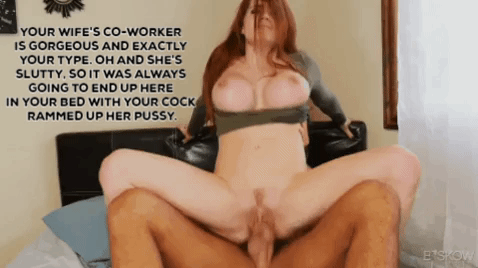 YOUR WIFE'S CO-WORKER
IS GORGEOUS AND EXACTLY
YOUR TYPE. OH AND SHE'S
SLUTTY, SO IT WAS ALWAYS
GOING TO END UP HERE
IN YOUR BED WITH YOUR COCK
RAMMED UP HER PUSSY.